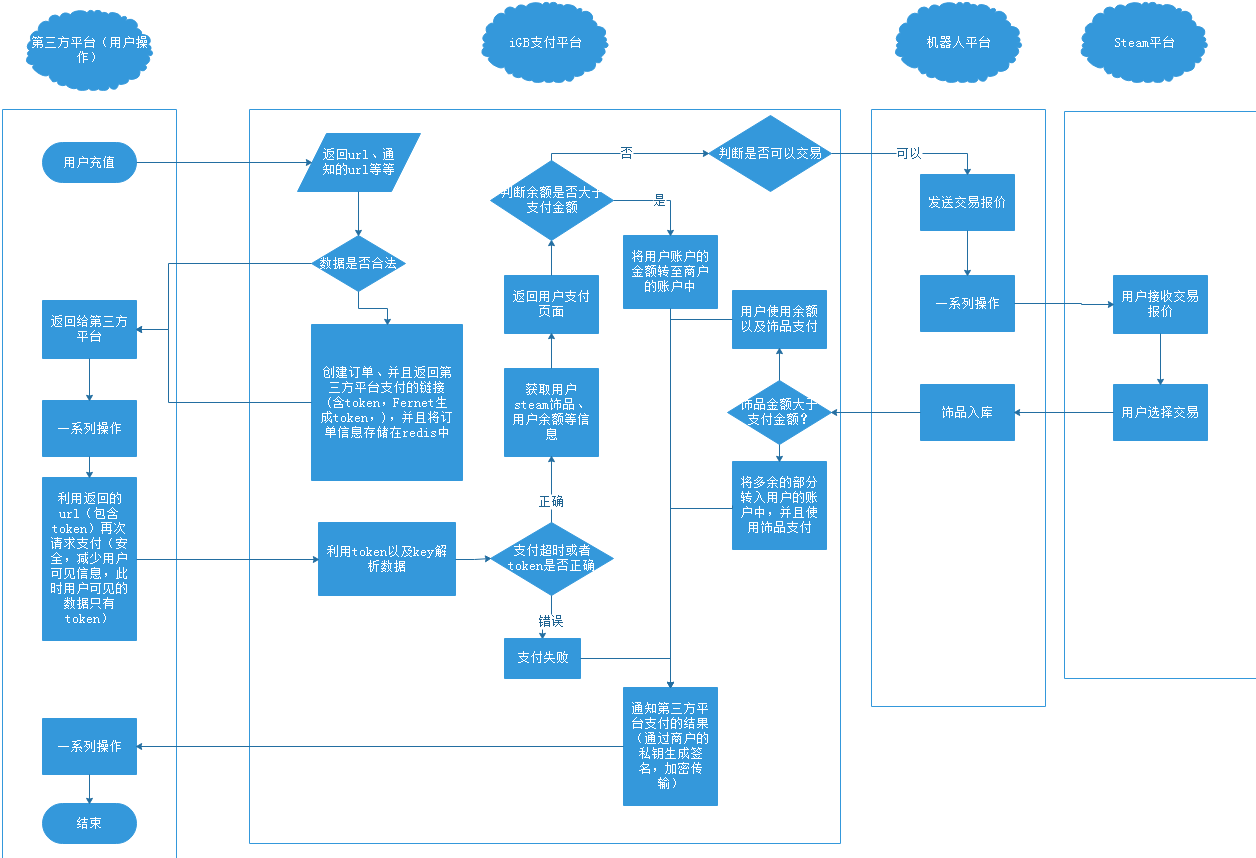 第三方平台（用户操
作）
iGB支付平台
机器人平台
Steam平台
用户充值
返回url、通
知的url等等
数据是否合法
返回给第三方
平台
创建订单、并且返回第
三方平台支付的链接
(含token，Fernet生
成token，)，并且将订
单信息存储在redis中
一系列操作
利用返回的
url（包含
token）再次
请求支付（安
全，减少用户
可见信息，此
时用户可见的
数据只有
token）
利用token以及key解
析数据
支付超时或者
token是否正确
正确
错误
支付失败
获取用户
steam饰品、
用户余额等信
息
返回用户支付
页面
判断余额是否大于
支付金额
否
是
判断是否可以交易
可以
将用户账户的
金额转至商户
的账户中
用户使用余额
以及饰品支付
饰品金额大于
支付金额？
将多余的部分
转入用户的账
户中，并且使
用饰品支付
发送交易报价
一系列操作
用户接收交易
报价
用户选择交易
饰品入库
通知第三方平
台支付的结果
（通过商户的
私钥生成签
名，加密传
输）
一系列操作
结束